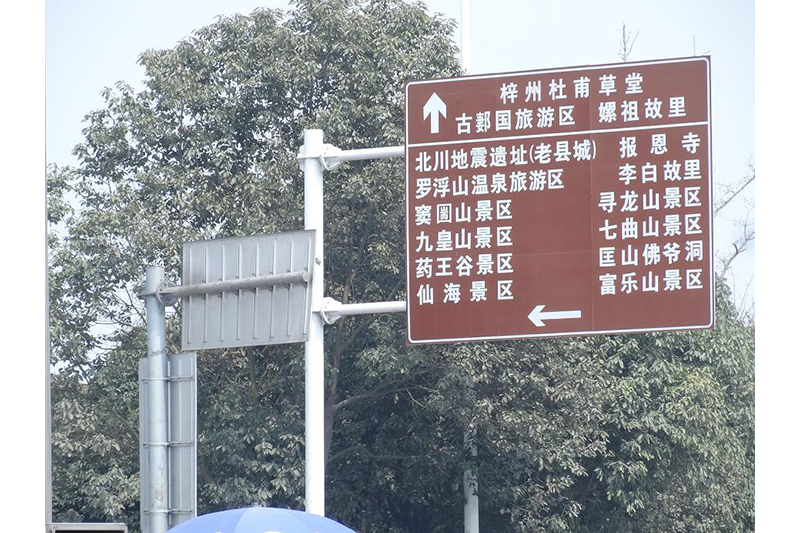 梓州杜甫草堂
古郪国旅游区 嫘祖故里
北川地震遗址(老县城) 报恩寺
罗浮山温泉旅游区 李白故里
窦圌山景区 寻龙山景区
九皇山景区 七曲山景区
药王谷景区 匡山佛爷洞
仙海景区 富乐山景区